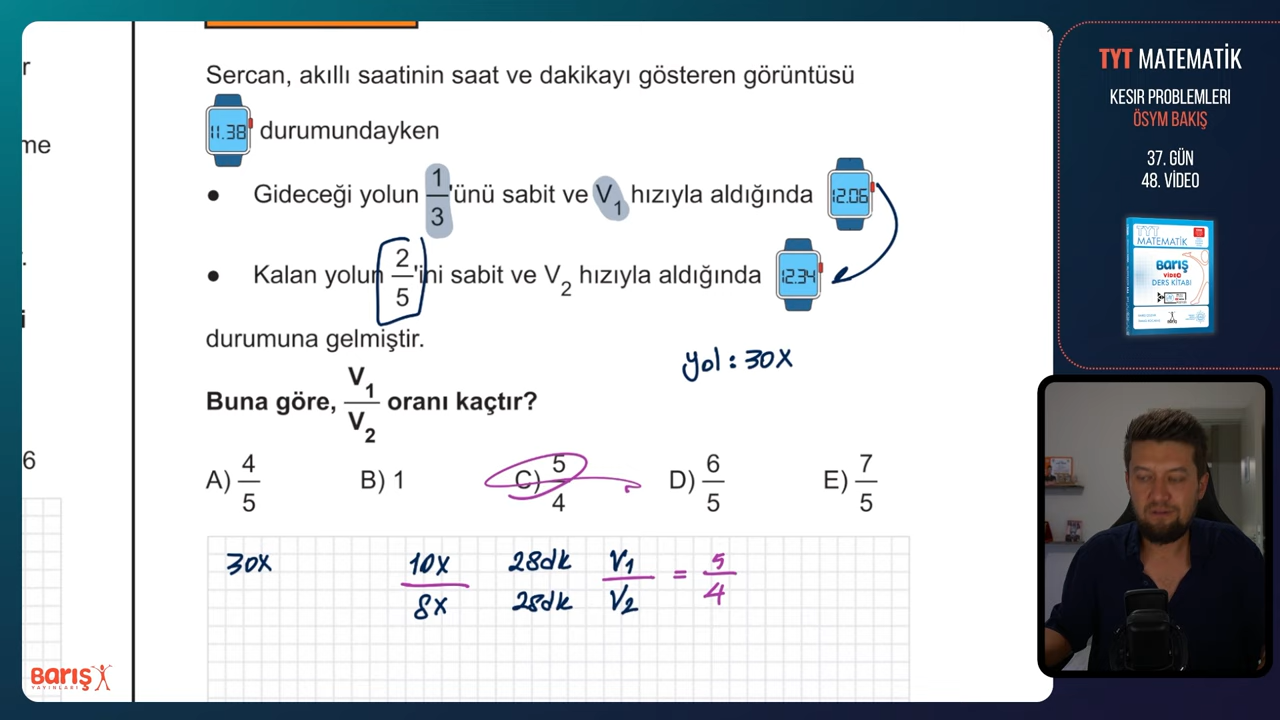 r
me
.
i
6
Sercan, akıllı saatinin saat ve dakikayı gösteren görüntüsü
11.38 durumundayken
● Gideceği yolun 1/3'ünü sabit ve V1 hızıyla aldığında 12.06
● Kalan yolun 2/5'ini sabit ve V2 hızıyla aldığında 12.34
durumuna gelmiştir.
yol : 30x
Buna göre, V1/V2 oranı kaçtır?
A) 4/5 B) 1 C) 5/4 D) 6/5 E) 7/5
30x 10x 28dk V1 = 5
8x 28dk V2 4
BARIŞ
YAYINLARI
TYT MATEMATİK
KESIR PROBLEMLERI
ÖSYM BAKIŞ
37. GÜN
48. VİDEO
TYT
MATEMATİK
BARIŞ
VİDEO
DERS KİTABI